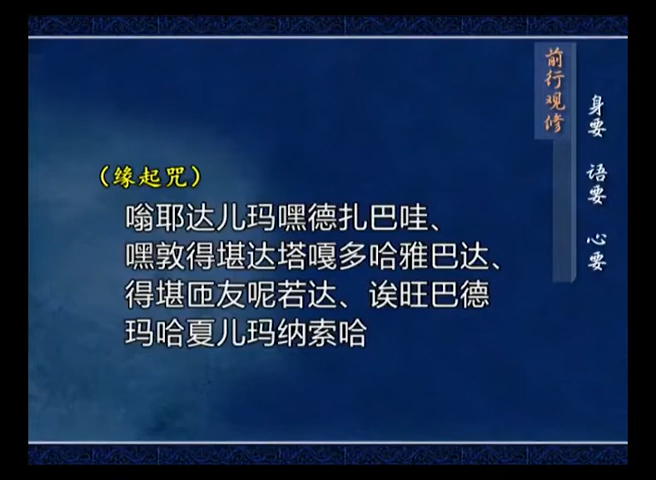 前行观修
身要 语要 心要
（缘起咒）
嗡耶达儿玛嘿德扎巴哇、
嘿敦得堪达塔嘎多哈雅巴达、
得堪匝友呢若达、诶旺巴德
玛哈夏儿玛纳索哈